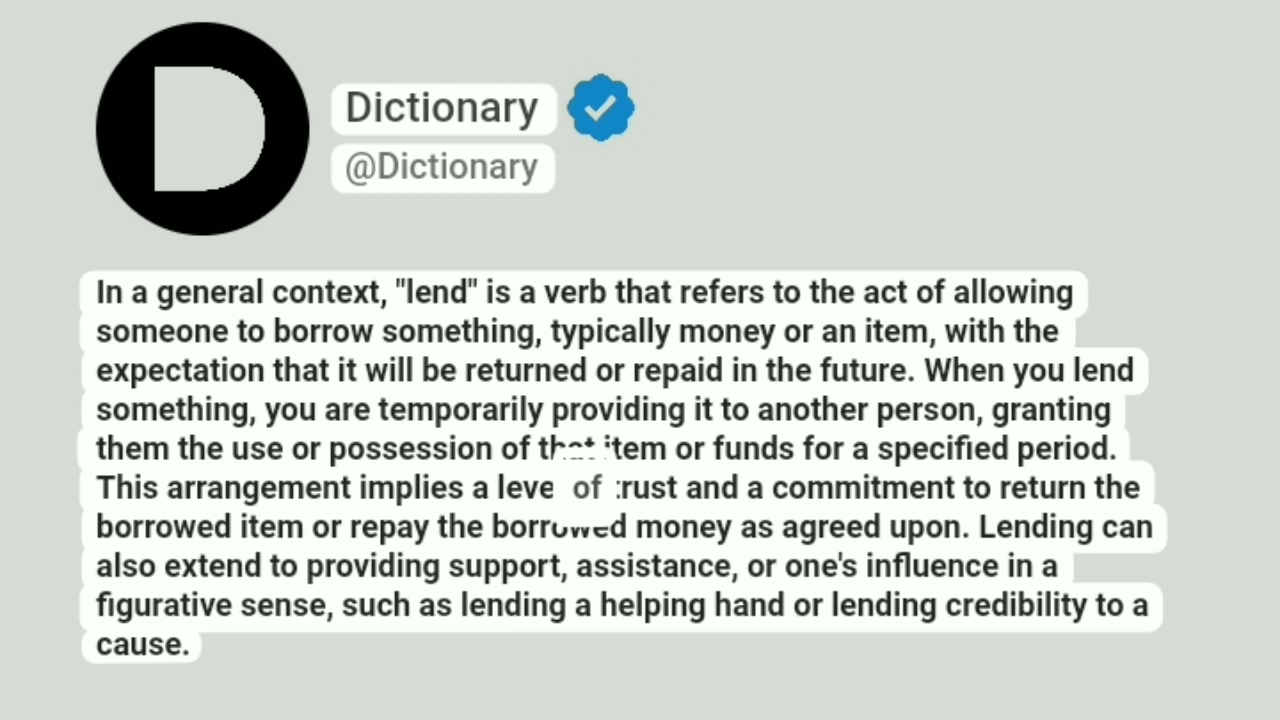 D
Dictionary
@Dictionary
In a general context, "lend" is a verb that refers to the act of allowing
someone to borrow something, typically money or an item, with the
expectation that it will be returned or repaid in the future. When you lend
something, you are temporarily providing it to another person, granting
them the use or possession of that item or funds for a specified period.
This arrangement implies a leve of trust and a commitment to return the
borrowed item or repay the borrowed money as agreed upon. Lending can
also extend to providing support, assistance, or one's influence in a
figurative sense, such as lending a helping hand or lending credibility to a
cause.